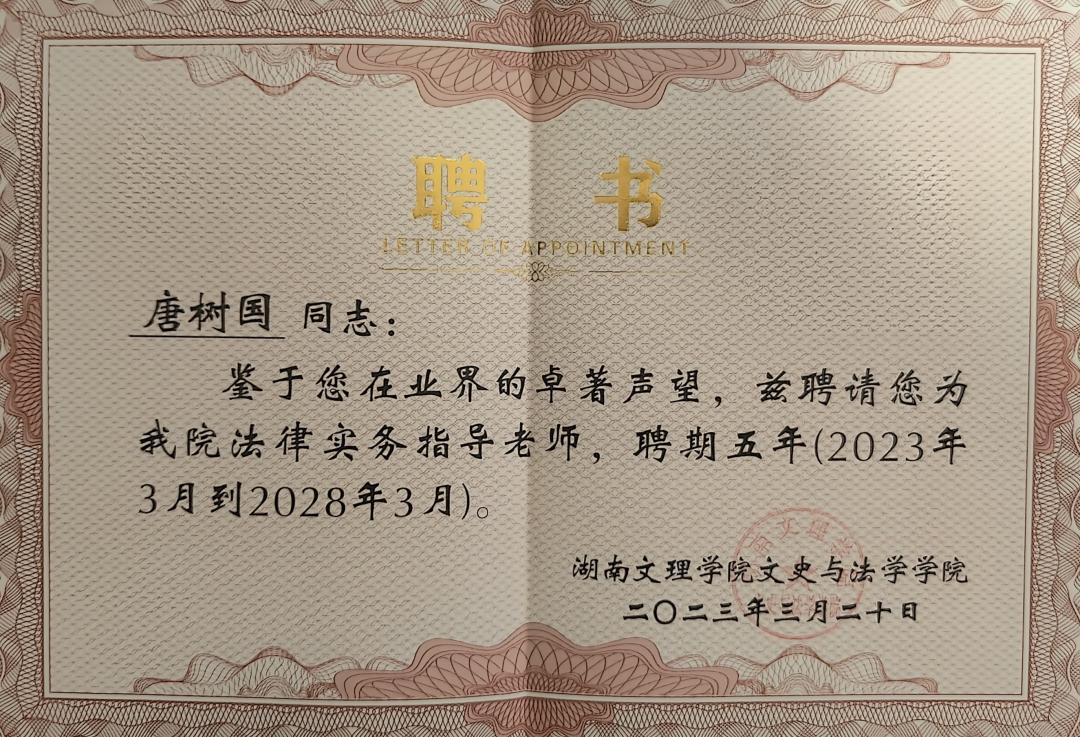 聘 书
LETTER OF APPOINTMENT
唐树国 同志：
鉴于您在业界的卓著声望，兹聘请您为
我院法律实务指导老师，聘期五年(2023年
3月到2028年3月)。
湖南文理学院文史与法学学院
二〇二三年三月二十日